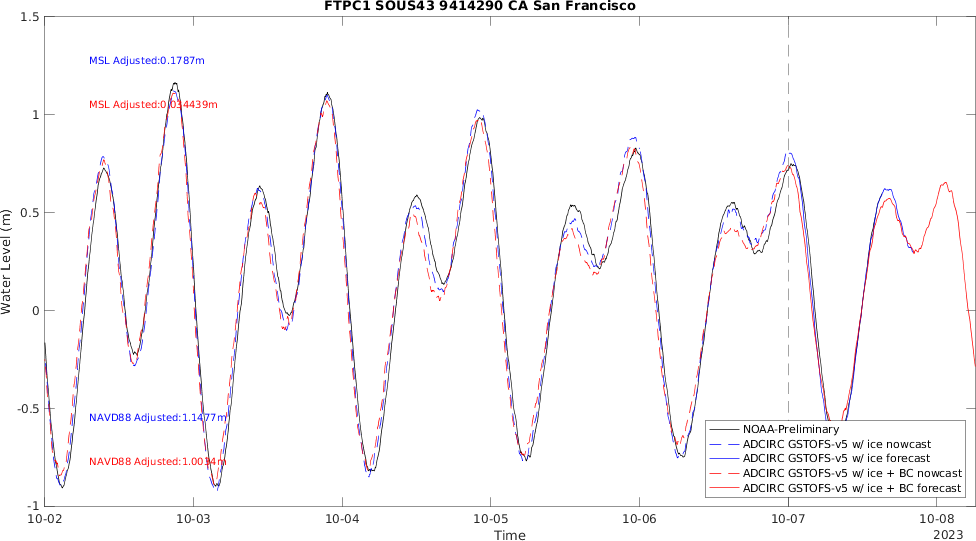 FTPC1 SOUS43 9414290 CA San Francisco
1.5
MSL Adjusted:0.1787m
MSL Adjusted:0.034439m
1
0.5
Water Level (m)
0
-0.5
NAVD88 Adjusted:1.1477m
NAVD88 Adjusted:1.0034m
-1
NOAA-Preliminary
ADCIRC GSTOFS-v5 w/ ice nowcast
ADCIRC GSTOFS-v5 w/ ice forecast
ADCIRC GSTOFS-v5 w/ ice + BC nowcast
ADCIRC GSTOFS-v5 w/ ice + BC forecast
10-02 10-03 10-04 10-05 10-06 10-07 10-08
Time
2023